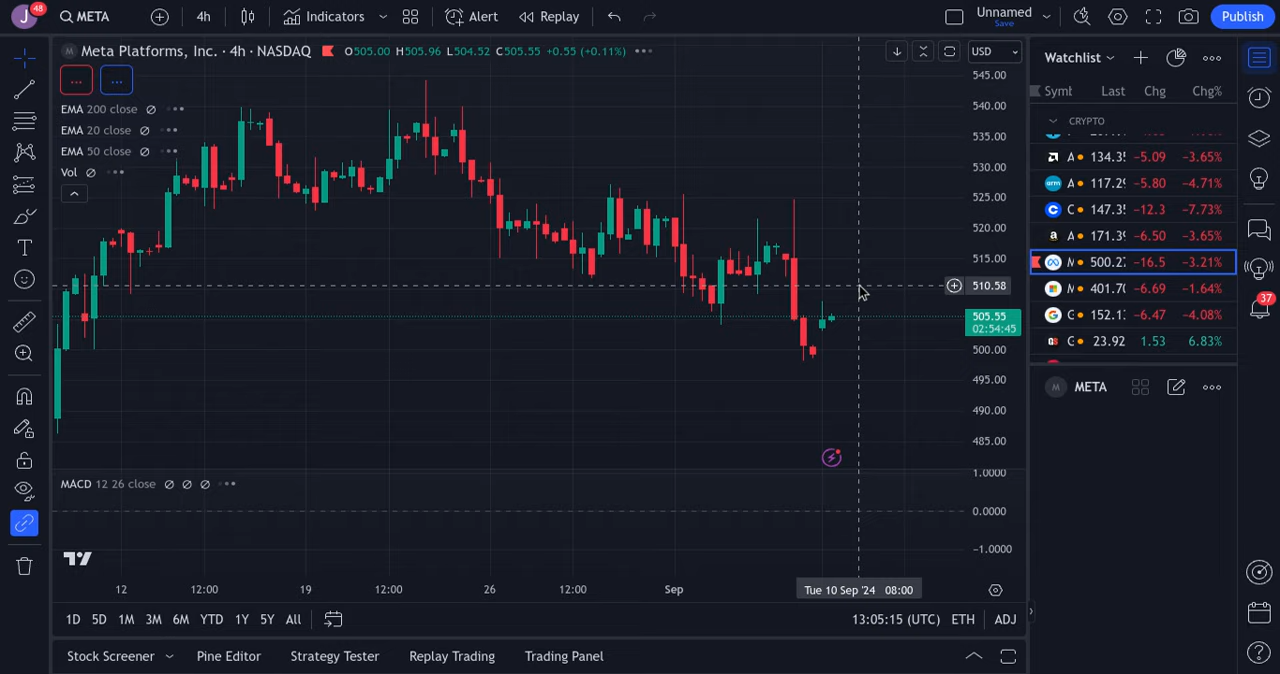 J 48 META 4h Indicators Alert Replay Unnamed Save Publish
M Meta Platforms, Inc. · 4h · NASDAQ O505.00 H505.96 L504.52 C505.55 +0.55 (+0.11%) USD
EMA 200 close
EMA 20 close
EMA 50 close
Vol
545.00
540.00
535.00
530.00
525.00
520.00
515.00
510.58
505.55
02:54:45
500.00
495.00
490.00
485.00
MACD 12 26 close
1.0000
0.0000
−1.0000
12 12:00 19 12:00 26 12:00 Sep Tue 10 Sep '24 08:00
1D 5D 1M 3M 6M YTD 1Y 5Y All 13:05:15 (UTC) ETH ADJ
Stock Screener Pine Editor Strategy Tester Replay Trading Trading Panel
Watchlist
Symt Last Chg Chg%
CRYPTO
A 134.35 −5.09 −3.65%
arm A 117.29 −5.80 −4.71%
C 147.35 −12.3 −7.73%
a A 171.39 −6.50 −3.65%
500.27 −16.5 −3.21%
401.70 −6.69 −1.64%
G 152.17 −6.47 −4.08%
GS 23.92 1.53 6.83%
M META
37